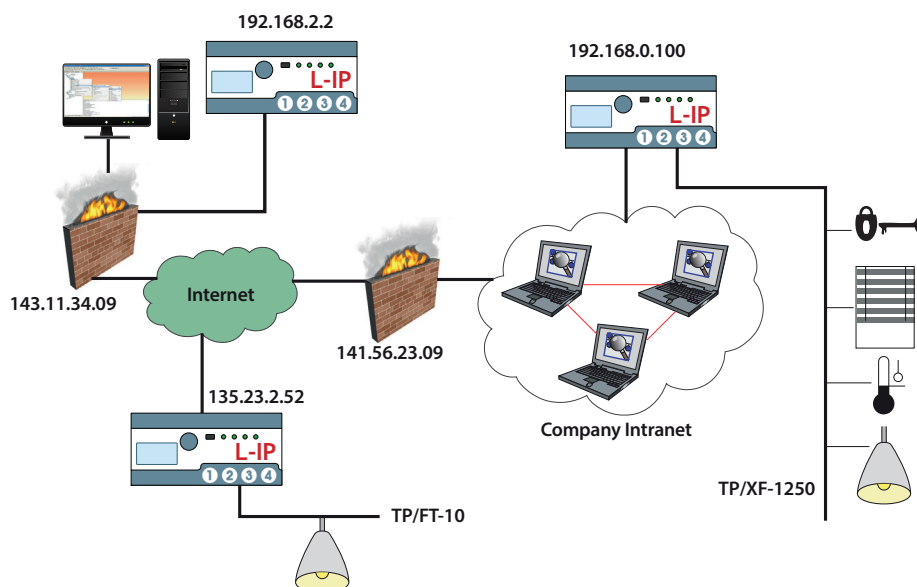 192.168.2.2
L-IP
1 2 3 4
192.168.0.100
L-IP
1 2 3 4
143.11.34.09
Internet
141.56.23.09
Company Intranet
135.23.2.52
L-IP
1 2 3 4
TP/FT-10
TP/XF-1250